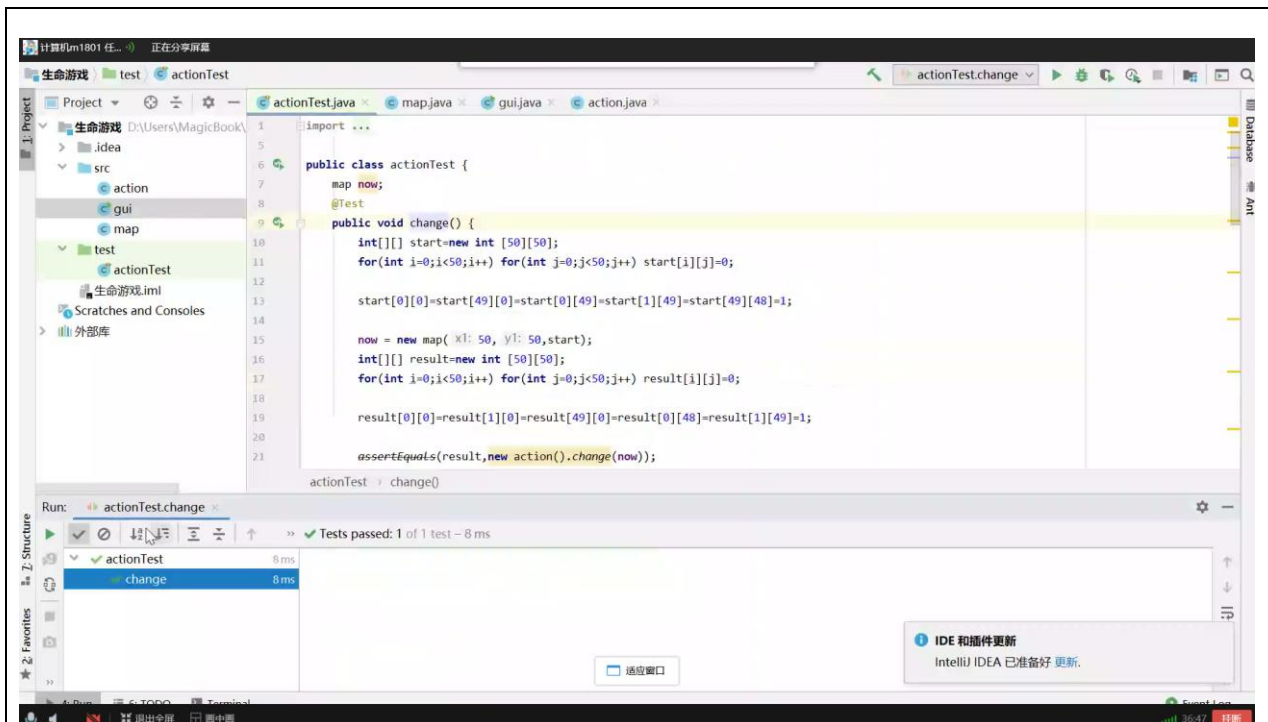 计算机m1801 任... 正在分享屏幕
生命游戏 test actionTest
actionTest.change
Project
actionTest.java map.java gui.java action.java
1: Project
生命游戏 D:\Users\MagicBook\
.idea
src
action
gui
map
test
actionTest
生命游戏.iml
Scratches and Consoles
外部库
1 import ...
5
6 public class actionTest {
7 map now;
8 @Test
9 public void change() {
10 int[][] start=new int [50][50];
11 for(int i=0;i<50;i++) for(int j=0;j<50;j++) start[i][j]=0;
12
13 start[0][0]=start[49][0]=start[0][49]=start[1][49]=start[49][48]=1;
14
15 now = new map( x1: 50, y1: 50,start);
16 int[][] result=new int [50][50];
17 for(int i=0;i<50;i++) for(int j=0;j<50;j++) result[i][j]=0;
18
19 result[0][0]=result[1][0]=result[49][0]=result[0][48]=result[1][49]=1;
20
21 assertEquals(result,new action().change(now));
actionTest › change()
Database
Ant
Run: actionTest.change
» Tests passed: 1 of 1 test – 8 ms
actionTest 8 ms
change 8 ms
Z: Structure
2: Favorites
»
IDE 和插件更新
IntelliJ IDEA 已准备好 更新.
适应窗口
4: Run 6: TODO Terminal Event Log
退出全屏 画中画 36:47 挂断